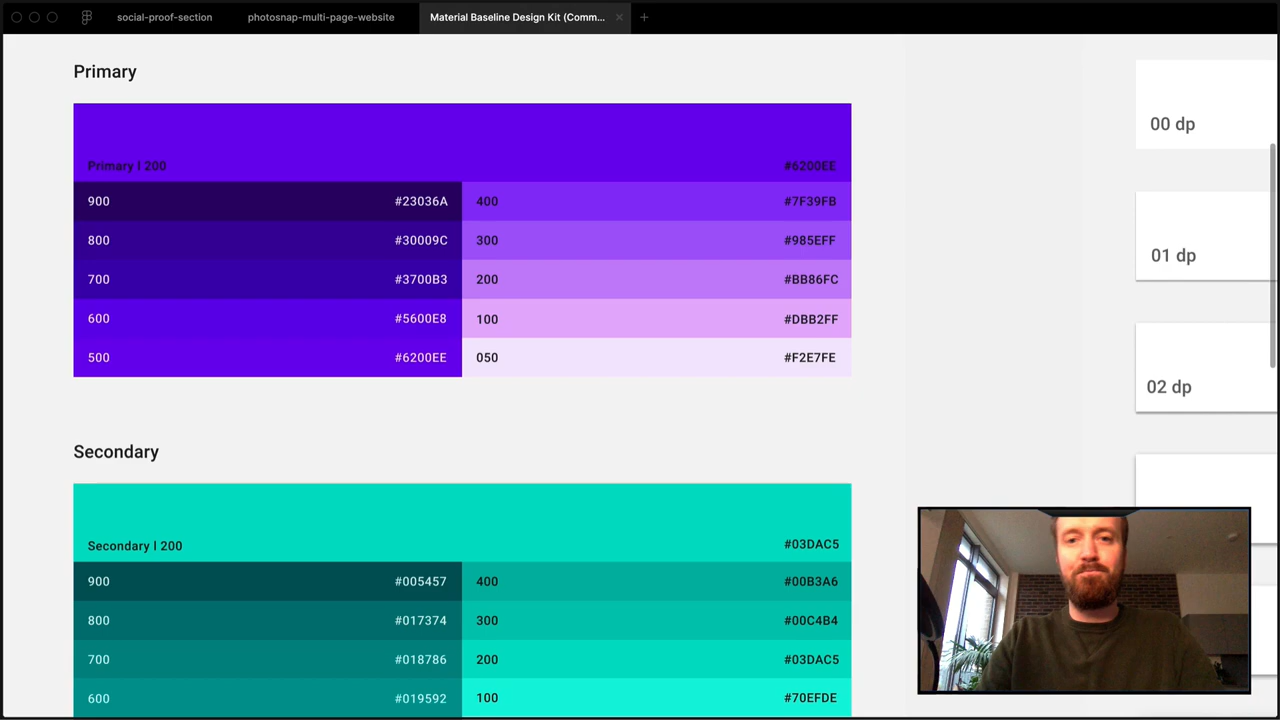 social-proof-section
photosnap-multi-page-website
Material Baseline Design Kit (Comm...
Primary
Primary | 200 #6200EE
900 #23036A 400 #7F39FB
800 #30009C 300 #985EFF
700 #3700B3 200 #BB86FC
600 #5600E8 100 #DBB2FF
500 #6200EE 050 #F2E7FE
Secondary
Secondary | 200 #03DAC5
900 #005457 400 #00B3A6
800 #017374 300 #00C4B4
700 #018786 200 #03DAC5
600 #019592 100 #70EFDE
00 dp
01 dp
02 dp